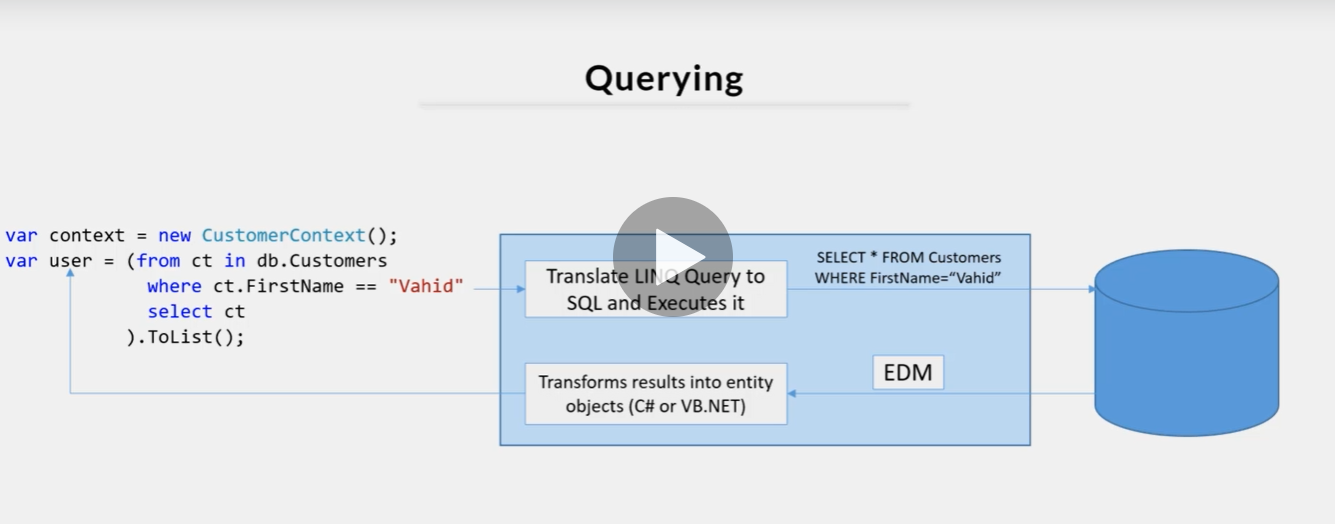 Querying
var context = new CustomerContext();
var user = (from ct in db.Customers
where ct.FirstName == "Vahid"
select ct
).ToList();
Translate LINQ Query to
SQL and Executes it
SELECT * FROM Customers
WHERE FirstName=“Vahid”
Transforms results into entity
objects (C# or VB.NET)
EDM